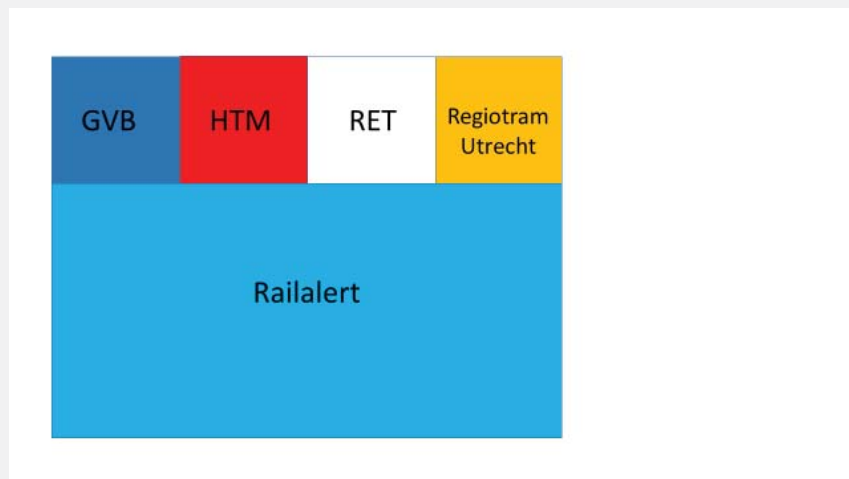 GVB
HTM
RET
Regiotram
Utrecht
Railalert